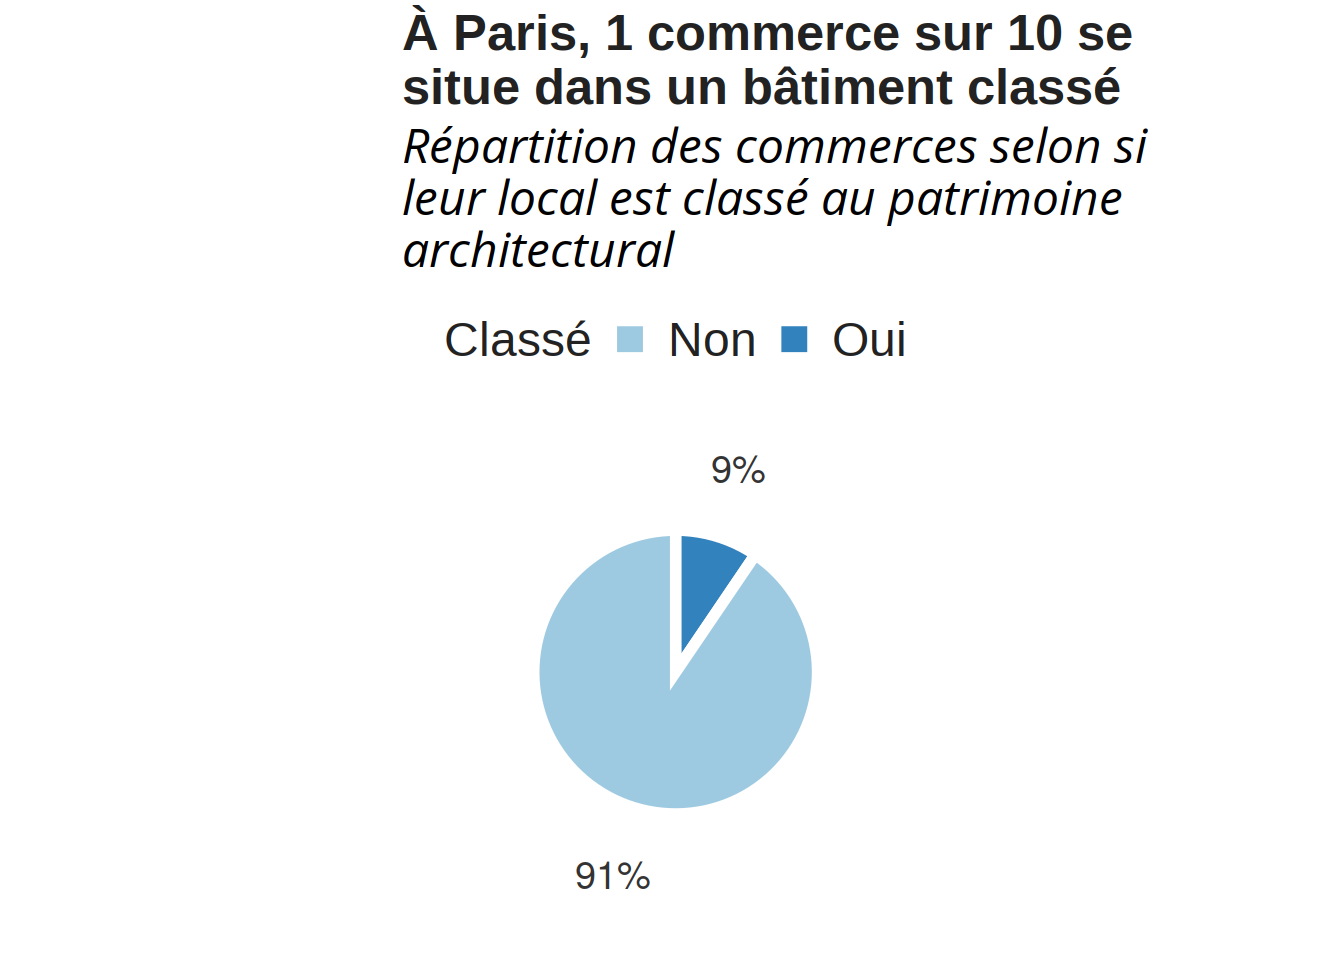 À Paris, 1 commerce sur 10 se
situe dans un bâtiment classé
Répartition des commerces selon si
leur local est classé au patrimoine
architectural
Classé Non Oui
9%
91%